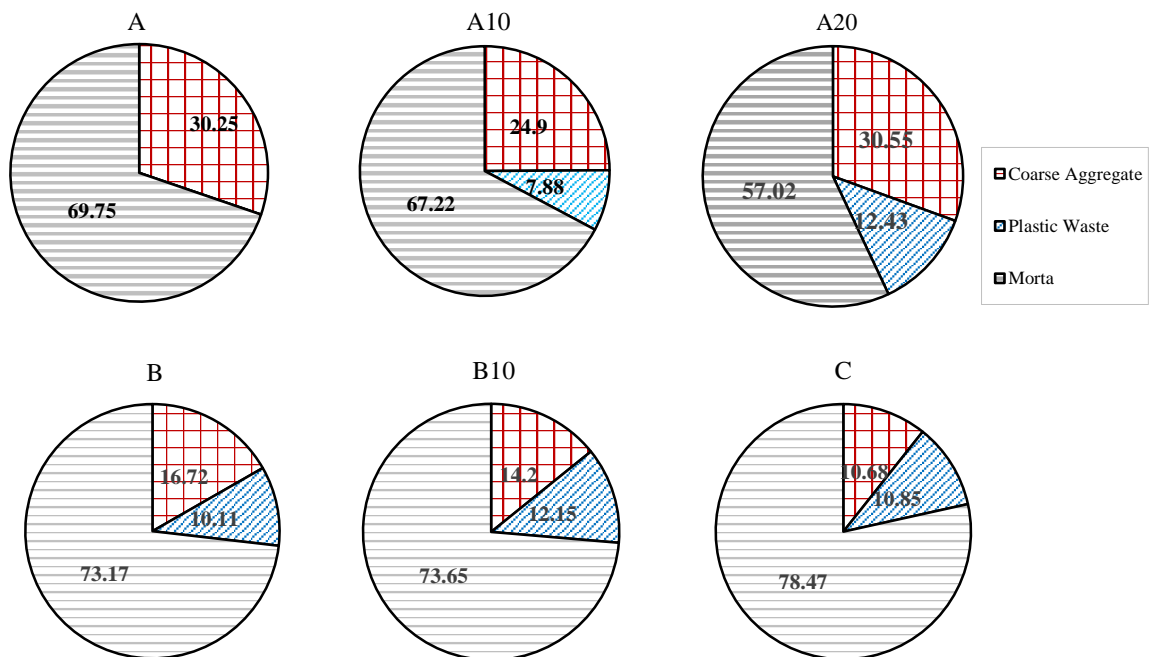 A
A10
A20
30.25
69.75
24.9
7.88
67.22
30.55
12.43
57.02
Coarse Aggregate
Plastic Waste
Morta
B
B10
C
16.72
10.11
73.17
14.2
12.15
73.65
10.68
10.85
78.47